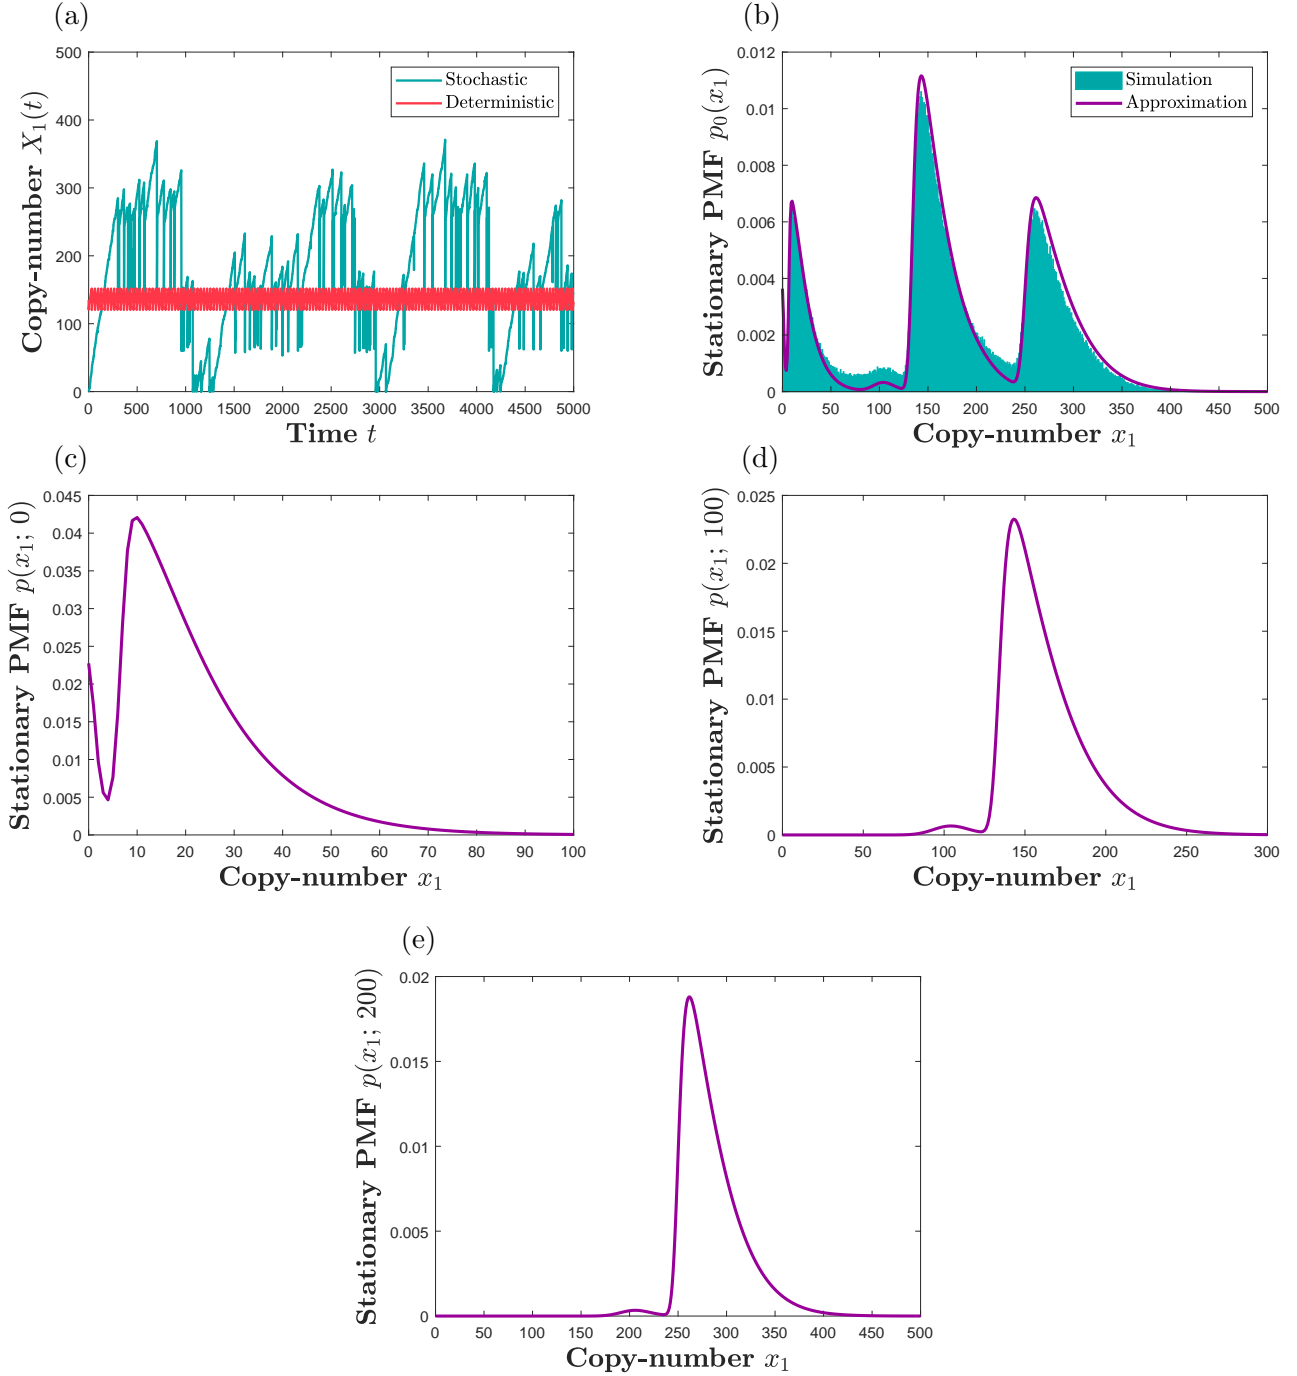 (a)
500
400
300
200
100
0
0 500 1000 1500 2000 2500 3000 3500 4000 4500 5000
Copy-number X₁(t)
Time t
Stochastic
Deterministic
(b)
0.012
0.01
0.008
0.006
0.004
0.002
0
0 50 100 150 200 250 300 350 400 450 500
Stationary PMF p₀(x₁)
Copy-number x₁
Simulation
Approximation
(c)
0.045
0.04
0.035
0.03
0.025
0.02
0.015
0.01
0.005
0
0 10 20 30 40 50 60 70 80 90 100
Stationary PMF p(x₁; 0)
Copy-number x₁
(d)
0.025
0.02
0.015
0.01
0.005
0
0 50 100 150 200 250 300
Stationary PMF p(x₁; 100)
Copy-number x₁
(e)
0.02
0.015
0.01
0.005
0
0 50 100 150 200 250 300 350 400 450 500
Stationary PMF p(x₁; 200)
Copy-number x₁